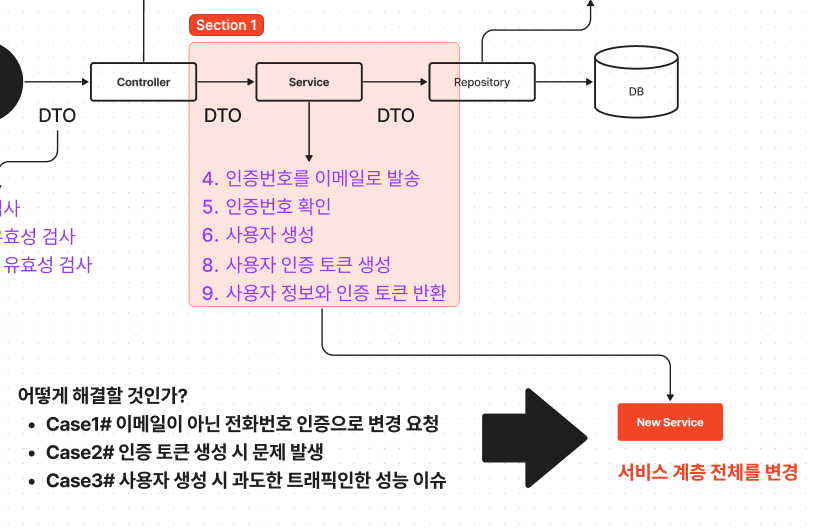 Section 1
Controller
Service
Repository
DB
DTO
DTO
DTO
4. 인증번호를 이메일로 발송
5. 인증번호 확인
6. 사용자 생성
8. 사용자 인증 토큰 생성
9. 사용자 정보와 인증 토큰 반환
검사
유효성 검사
유효성 검사
어떻게 해결할 것인가?
• Case1# 이메일이 아닌 전화번호 인증으로 변경 요청
• Case2# 인증 토큰 생성 시 문제 발생
• Case3# 사용자 생성 시 과도한 트래픽인한 성능 이슈
New Service
서비스 계층 전체를 변경